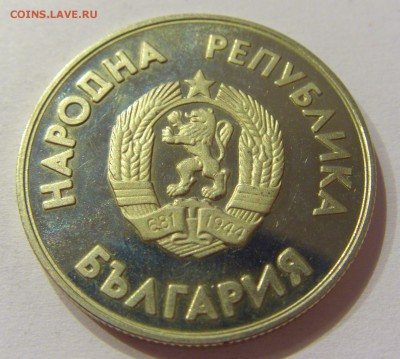 COINS.LAVE.RU
НАРОДНА РЕПУБЛИКА
681 1944
БЪЛГАРИЯ